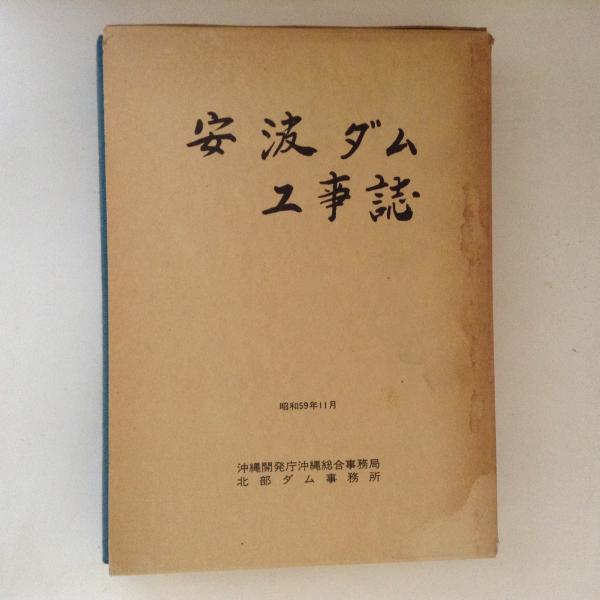 安波ダム
工事誌
昭和59年11月
沖縄開発庁沖縄総合事務局
北部ダム事務所